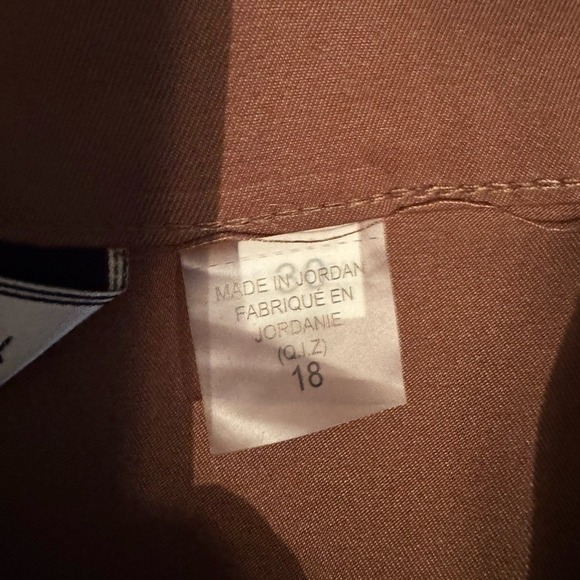 MADE IN JORDAN
FABRIQUÉ EN
JORDANIE
(Q.I.Z)
18